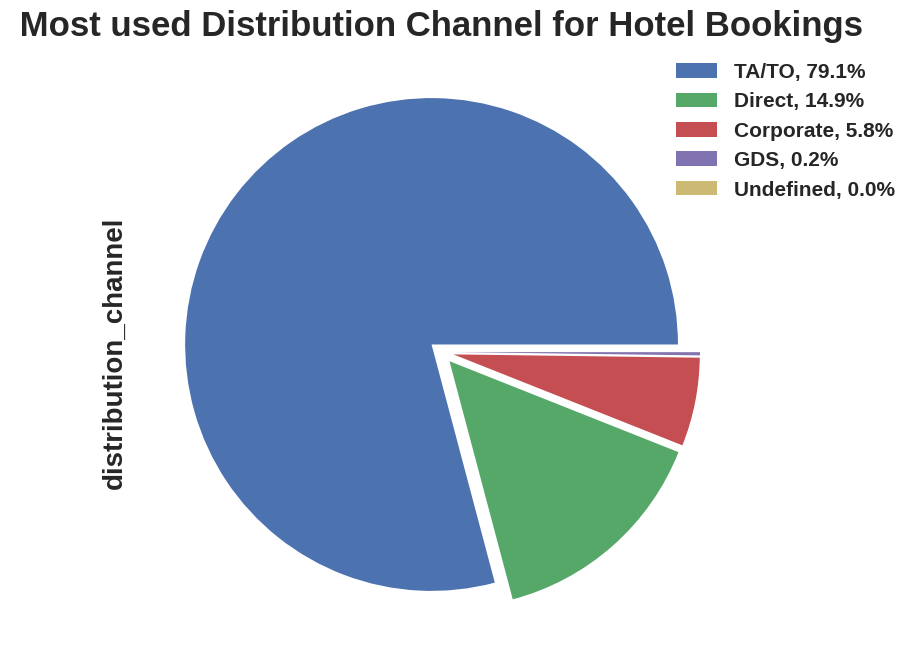 Most used Distribution Channel for Hotel Bookings
TA/TO, 79.1%
Direct, 14.9%
Corporate, 5.8%
GDS, 0.2%
Undefined, 0.0%
distribution_channel